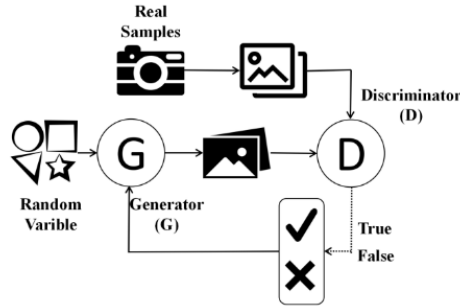 Real
Samples
Discriminator
(D)
G
D
Random
Varible
Generator
(G)
True
False